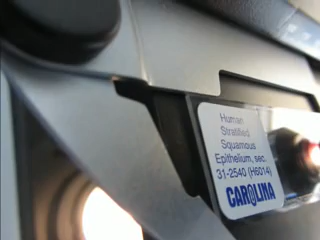 Human
Stratified
Squamous
Epithelium, sec.
31-2540 (H6014)
CAROLINA